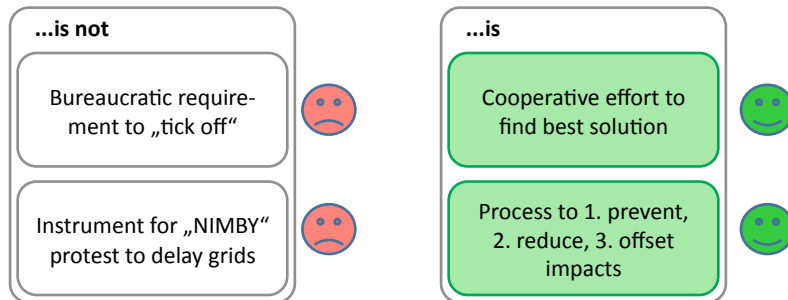 ...is not
Bureaucratic require-
ment to „tick off“
Instrument for „NIMBY“
protest to delay grids
...is
Cooperative effort to
find best solution
Process to 1. prevent,
2. reduce, 3. offset
impacts